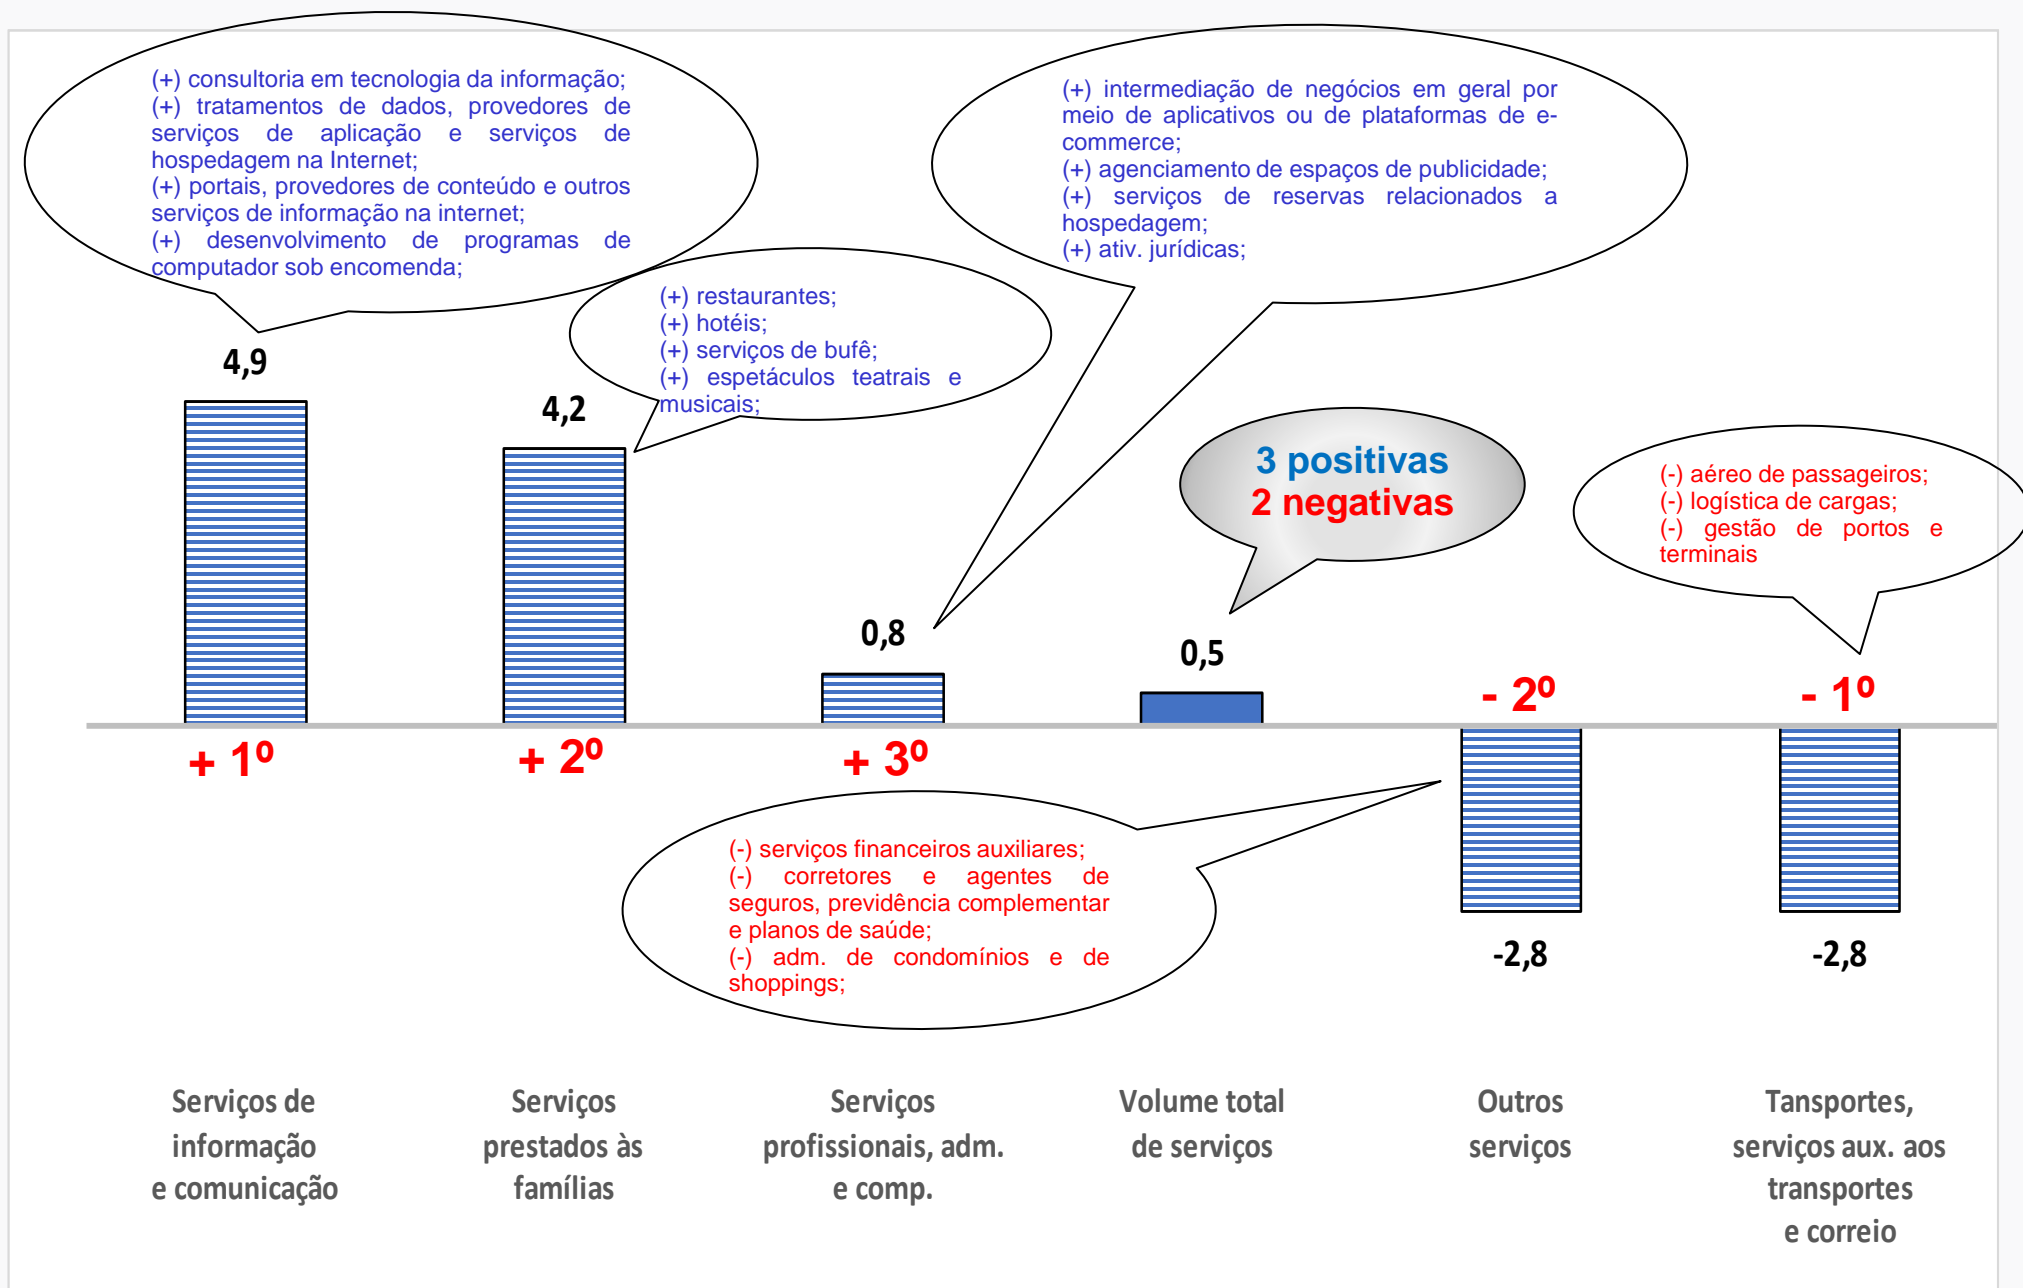 (+) consultoria em tecnologia da informação;
(+) tratamentos de dados, provedores de
serviços de aplicação e serviços de
hospedagem na Internet;
(+) portais, provedores de conteúdo e outros
serviços de informação na internet;
(+) desenvolvimento de programas de
computador sob encomenda;
(+) intermediação de negócios em geral por
meio de aplicativos ou de plataformas de e-
commerce;
(+) agenciamento de espaços de publicidade;
(+) serviços de reservas relacionados a
hospedagem;
(+) ativ. jurídicas;
(+) restaurantes;
(+) hotéis;
(+) serviços de bufê;
(+) espetáculos teatrais e
musicais;
3 positivas
2 negativas
(-) aéreo de passageiros;
(-) logística de cargas;
(-) gestão de portos e
terminais
4,9
4,2
0,8
0,5
- 2º
- 1º
+ 1º
+ 2º
+ 3º
(-) serviços financeiros auxiliares;
(-) corretores e agentes de
seguros, previdência complementar
e planos de saúde;
(-) adm. de condomínios e de
shoppings;
-2,8
-2,8
Serviços de
informação
e comunicação
Serviços
prestados às
famílias
Serviços
profissionais, adm.
e comp.
Volume total
de serviços
Outros
serviços
Tansportes,
serviços aux. aos
transportes
e correio